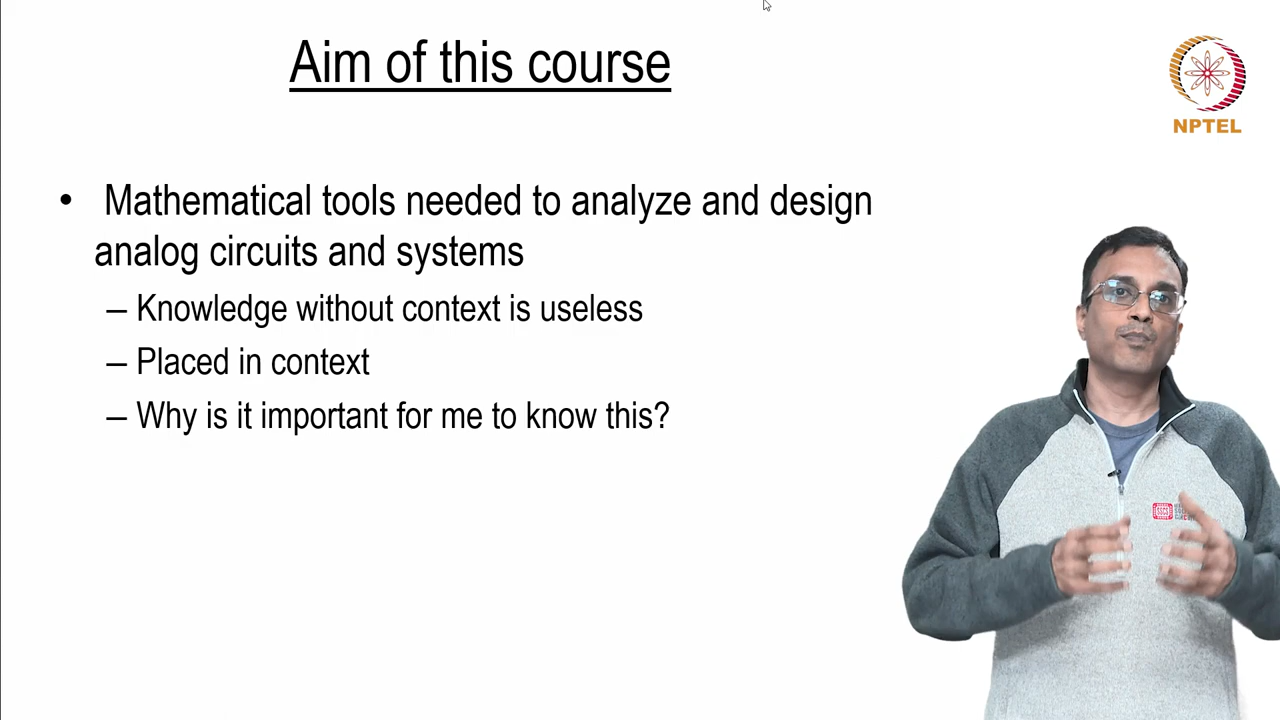 Aim of this course
NPTEL
• Mathematical tools needed to analyze and design
analog circuits and systems
– Knowledge without context is useless
– Placed in context
– Why is it important for me to know this?
SSCS